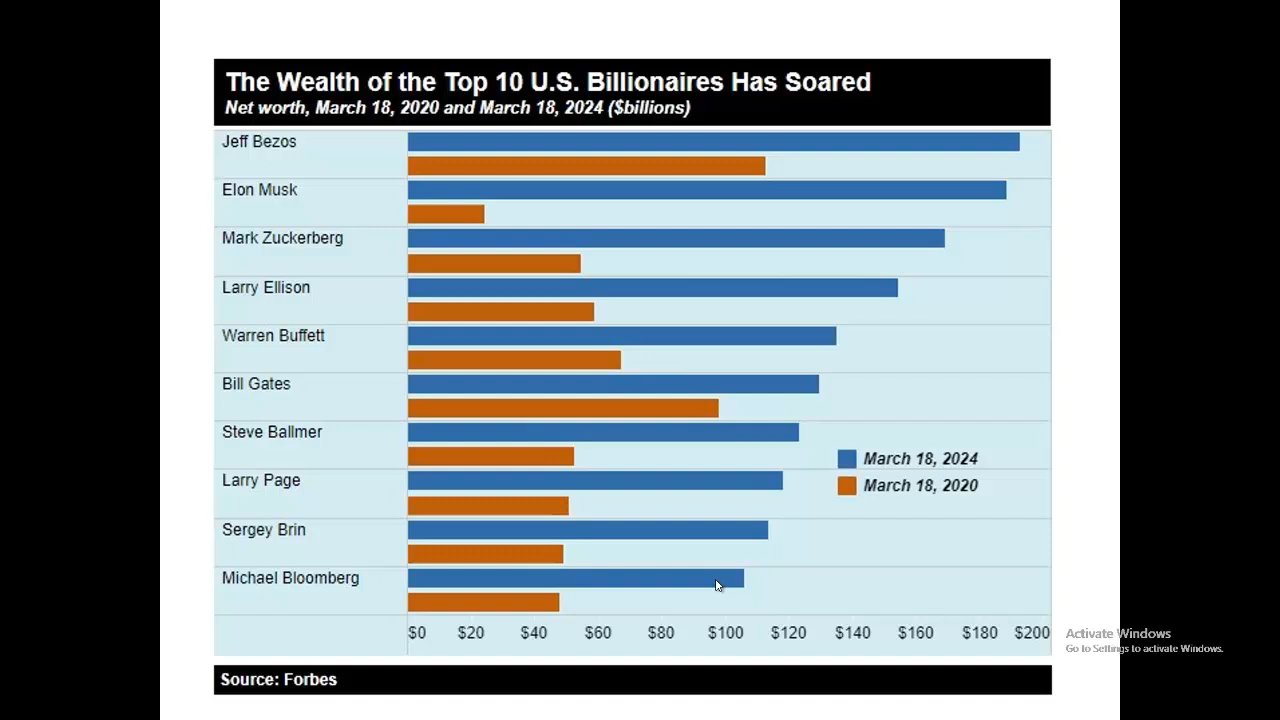 The Wealth of the Top 10 U.S. Billionaires Has Soared
Net worth, March 18, 2020 and March 18, 2024 ($billions)
Jeff Bezos
Elon Musk
Mark Zuckerberg
Larry Ellison
Warren Buffett
Bill Gates
Steve Ballmer
March 18, 2024
Larry Page
March 18, 2020
Sergey Brin
Michael Bloomberg
$0 $20 $40 $60 $80 $100 $120 $140 $160 $180 $200
Activate Windows
Go to Settings to activate Windows.
Source: Forbes